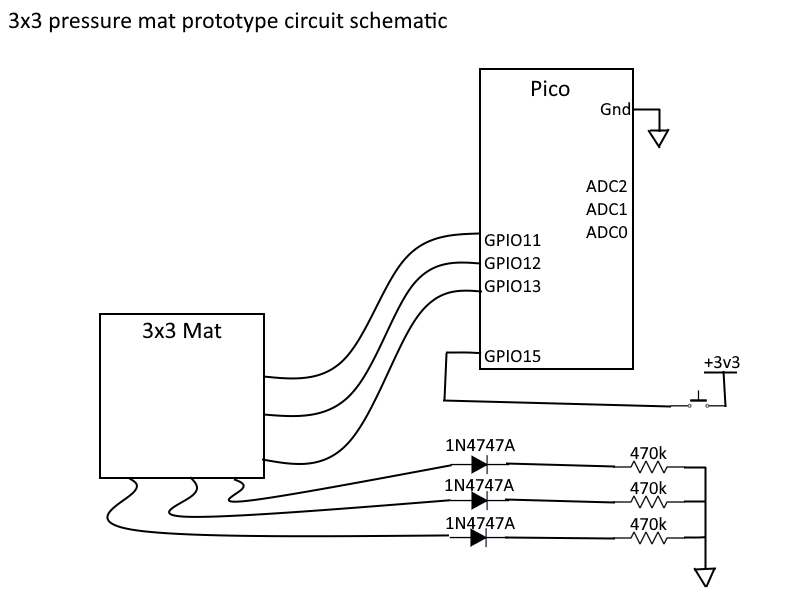 3x3 pressure mat prototype circuit schematic
Pico
Gnd
ADC2
ADC1
ADC0
GPIO11
GPIO12
GPIO13
GPIO15
3x3 Mat
+3v3
1N4747A
470k
1N4747A
470k
1N4747A
470k